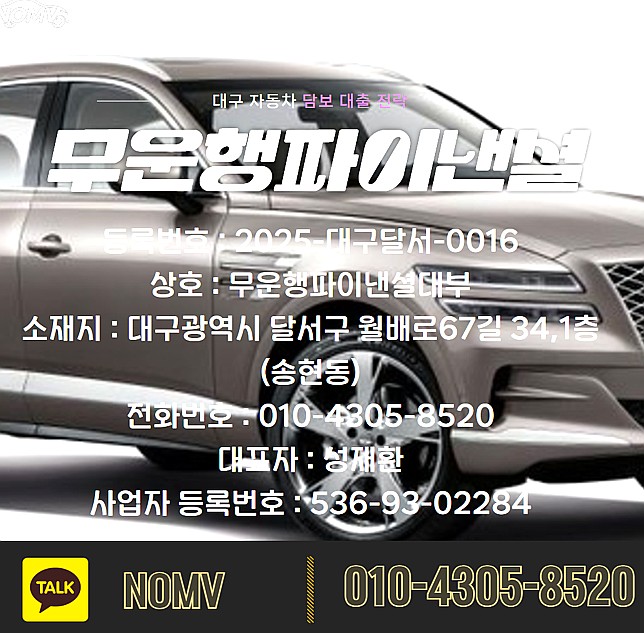 NOMV
대구 자동차 담보 대출 전략
무운행파이낸셜
등록번호 : 2025-대구달서-0016
상호 : 무운행파이낸셜대부
소재지 : 대구광역시 달서구 월배로67길 34,1층
(송현동)
전화번호 : 010-4305-8520
대표자 : 성재환
사업자 등록번호 : 536-93-02284
TALK NOMV 010-4305-8520